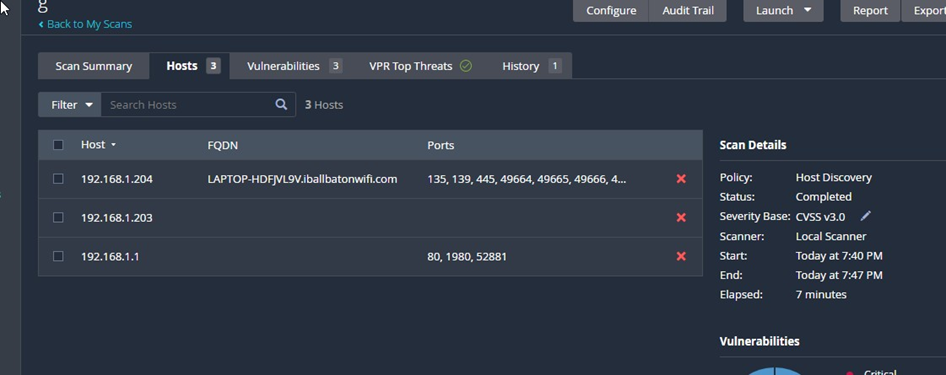 g
Back to My Scans
Configure Audit Trail Launch Report Export
Scan Summary Hosts 3 Vulnerabilities 3 VPR Top Threats History 1
Filter Search Hosts 3 Hosts
Host FQDN Ports
192.168.1.204 LAPTOP-HDFJVL9V.iballbatonwifi.com 135, 139, 445, 49664, 49665, 49666, 4...
192.168.1.203
192.168.1.1 80, 1980, 52881
Scan Details
Policy: Host Discovery
Status: Completed
Severity Base: CVSS v3.0
Scanner: Local Scanner
Start: Today at 7:40 PM
End: Today at 7:47 PM
Elapsed: 7 minutes
Vulnerabilities
Critical